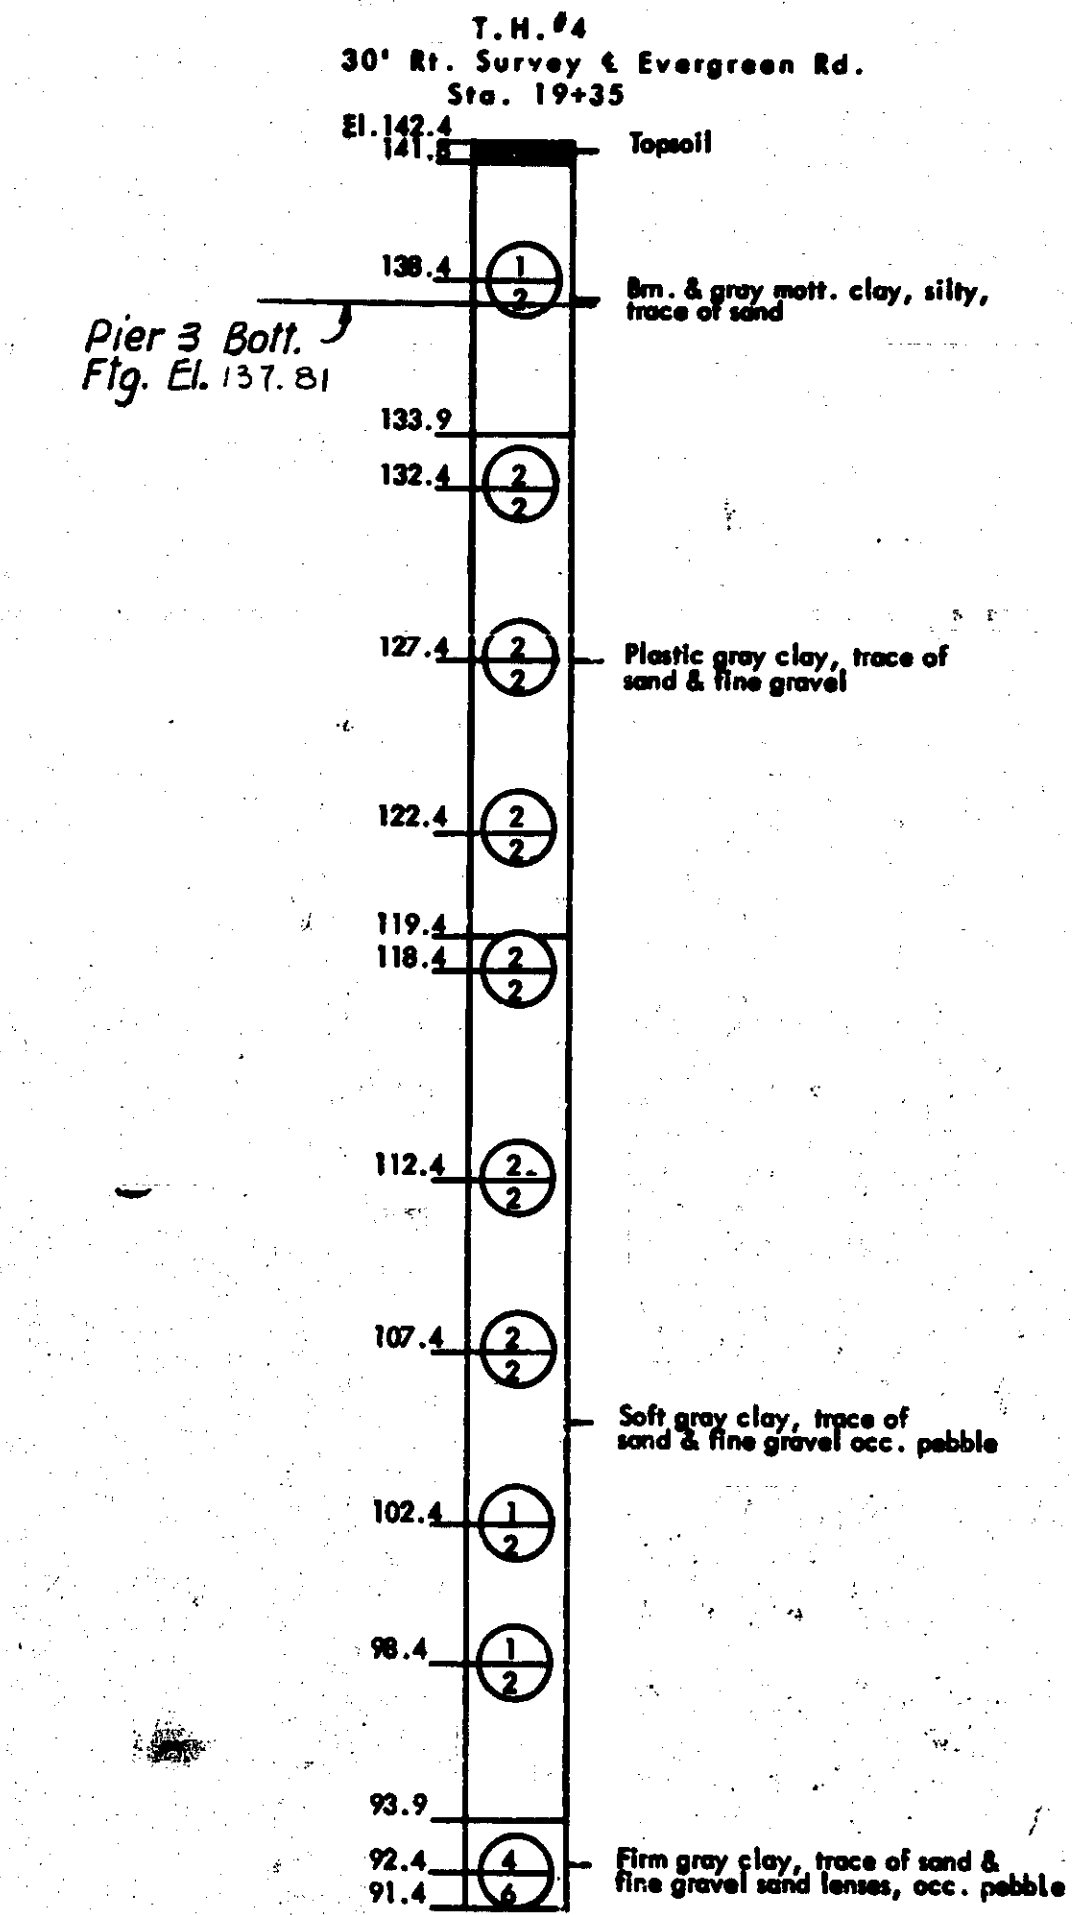 T.H.#4
30' Rt. Survey ℄ Evergreen Rd.
Sta. 19+35
El.142.4
141.8
Topsoil
138.4
1
2
Brn. & gray mott. clay, silty,
trace of sand
Pier 3 Bott.
Ftg. El. 137.81
133.9
132.4
2
2
127.4
2
2
Plastic gray clay, trace of
sand & fine gravel
122.4
2
2
119.4
118.4
2
2
112.4
2
2
107.4
2
2
Soft gray clay, trace of
sand & fine gravel occ. pebble
102.4
1
2
98.4
1
2
93.9
92.4
4
6
91.4
Firm gray clay, trace of sand &
fine gravel sand lenses, occ. pebble